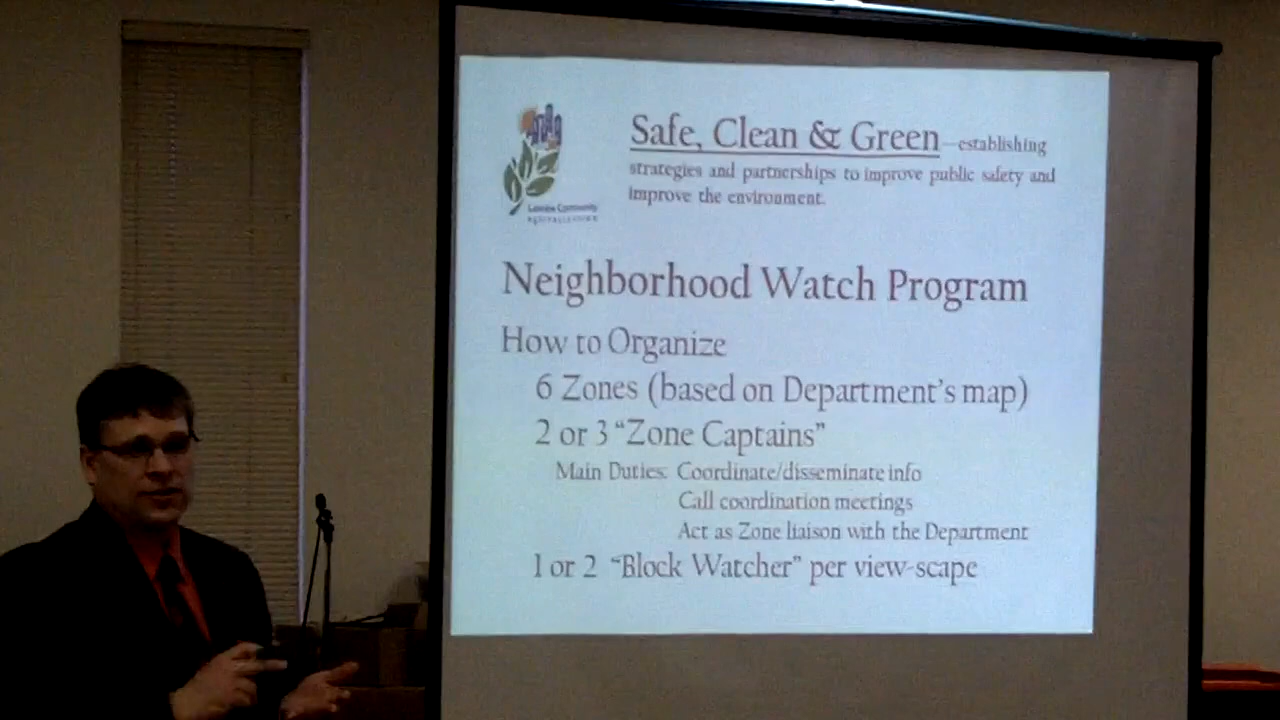 Safe, Clean & Green—establishing
strategies and partnerships to improve public safety and
improve the environment.
Community
Neighborhood Watch Program
How to Organize
6 Zones (based on Department's map)
2 or 3 “Zone Captains”
Main Duties: Coordinate/disseminate info
Call coordination meetings
Act as Zone liaison with the Department
1 or 2 “Block Watcher” per view-scape